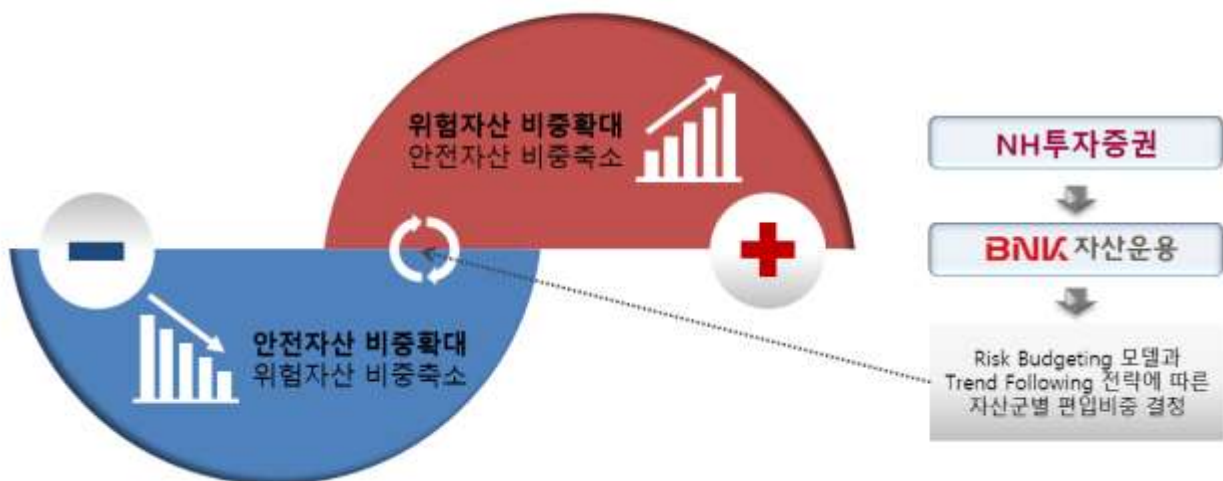 위험자산 비중확대
안전자산 비중축소
안전자산 비중확대
위험자산 비중축소
NH투자증권
BNK 자산운용
Risk Budgeting 모델과
Trend Following 전략에 따른
자산군별 편입비중 결정